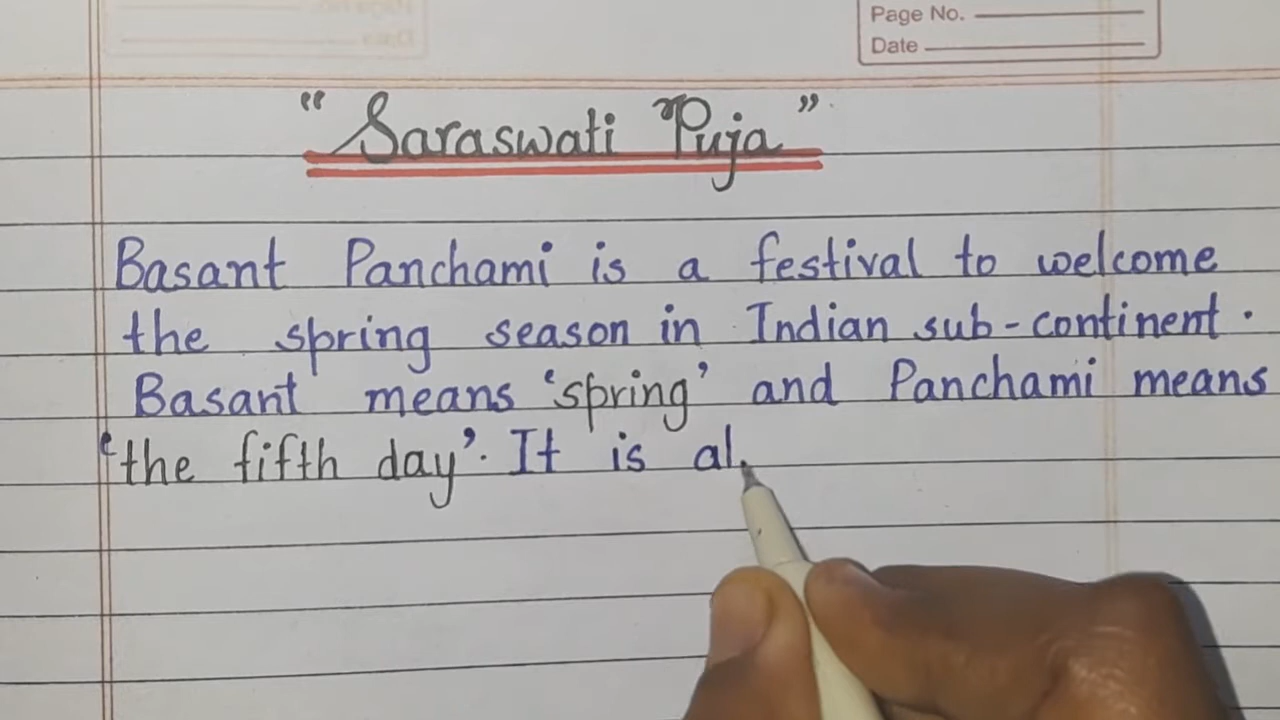 Page No.
Date
“Saraswati Puja”
Basant Panchami is a festival to welcome
the spring season in Indian sub-continent.
Basant means ‘spring’ and Panchami means
‘the fifth day’. It is al